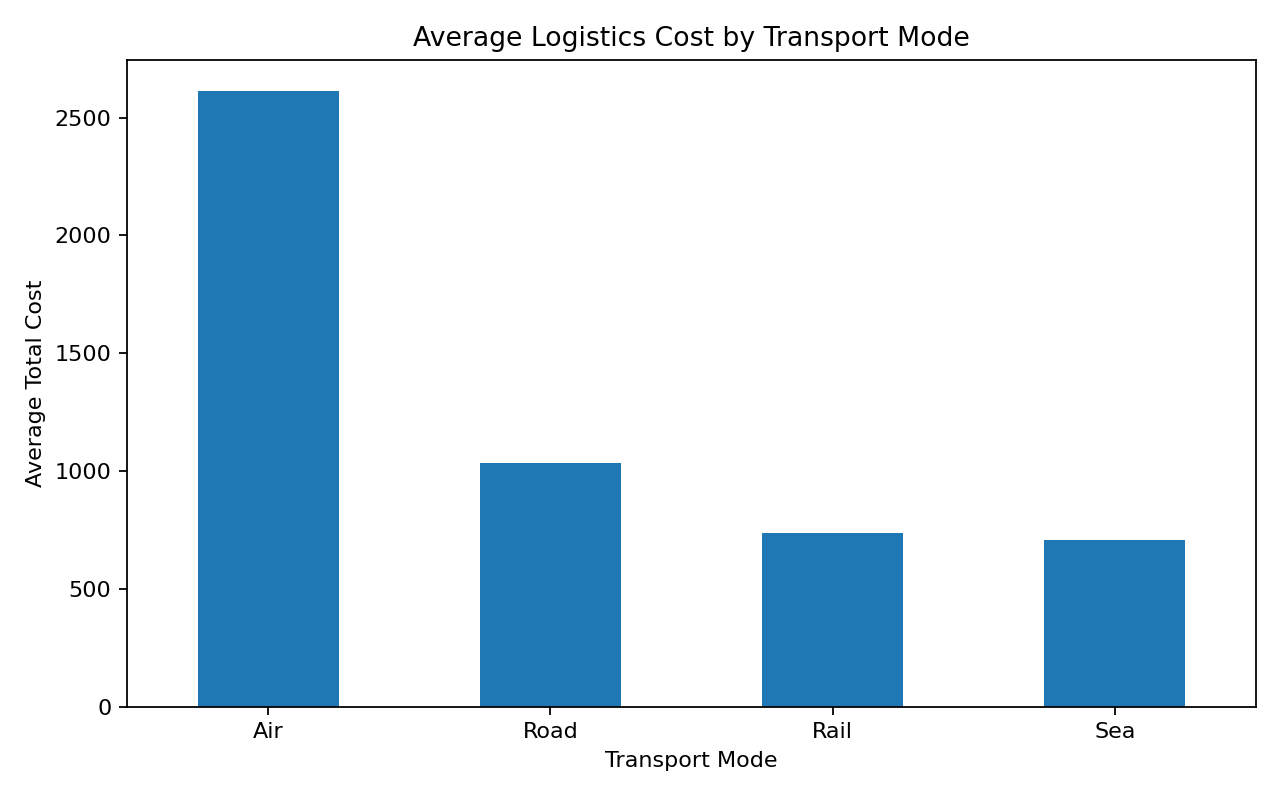 Average Logistics Cost by Transport Mode
Average Total Cost
2500
2000
1500
1000
500
0
Air
Road
Rail
Sea
Transport Mode